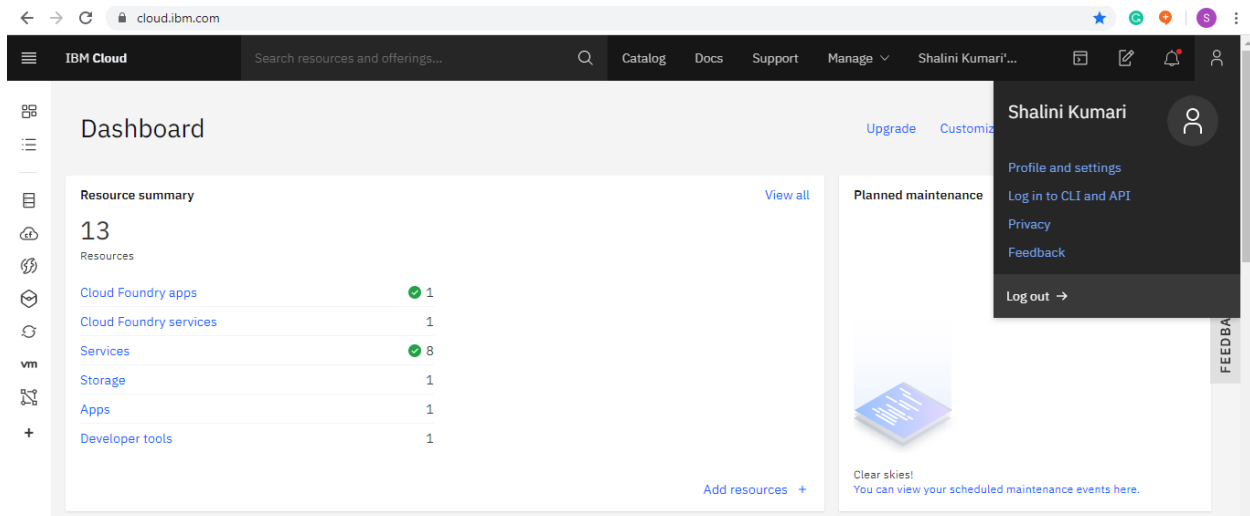 cloud.ibm.com
S
IBM Cloud
Search resources and offerings...
Catalog
Docs
Support
Manage
Shalini Kumari'...
Dashboard
Upgrade
Customiz
Shalini Kumari
Profile and settings
Log in to CLI and API
Privacy
Feedback
Log out →
Resource summary
View all
13
Resources
Cloud Foundry apps 1
Cloud Foundry services 1
Services 8
Storage 1
Apps 1
Developer tools 1
Add resources +
Planned maintenance
Clear skies!
You can view your scheduled maintenance events here.
FEEDBA
cf
vm